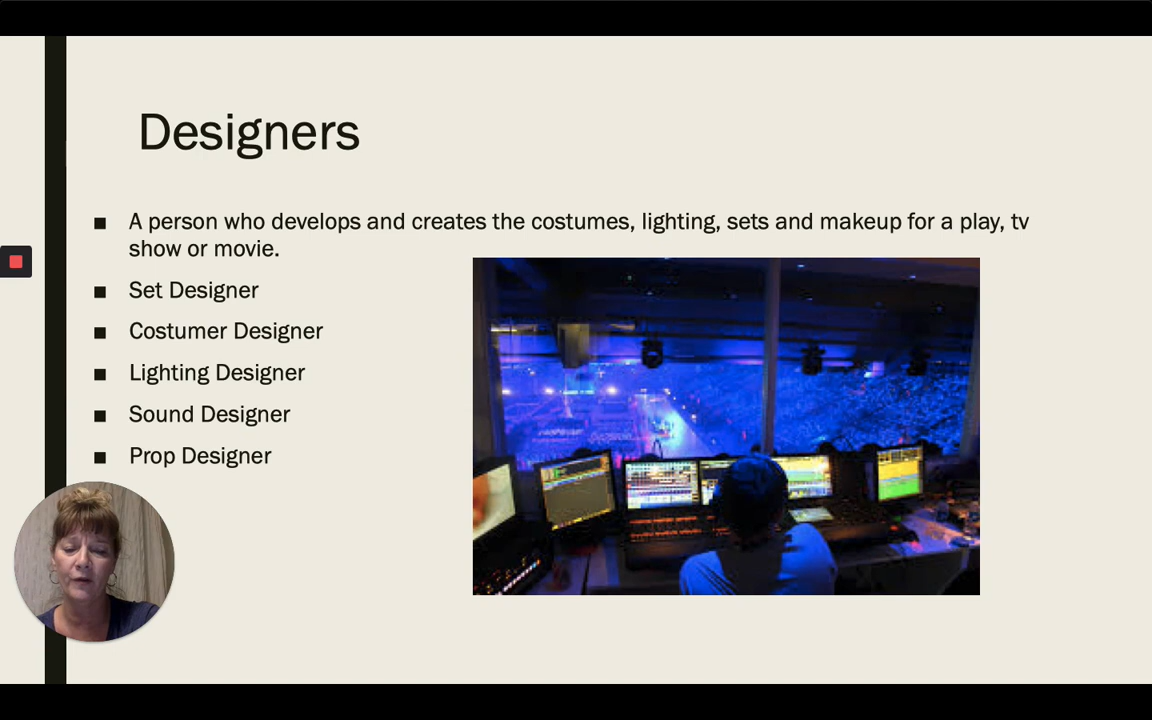 Designers
A person who develops and creates the costumes, lighting, sets and makeup for a play, tv
show or movie.
Set Designer
Costumer Designer
Lighting Designer
Sound Designer
Prop Designer